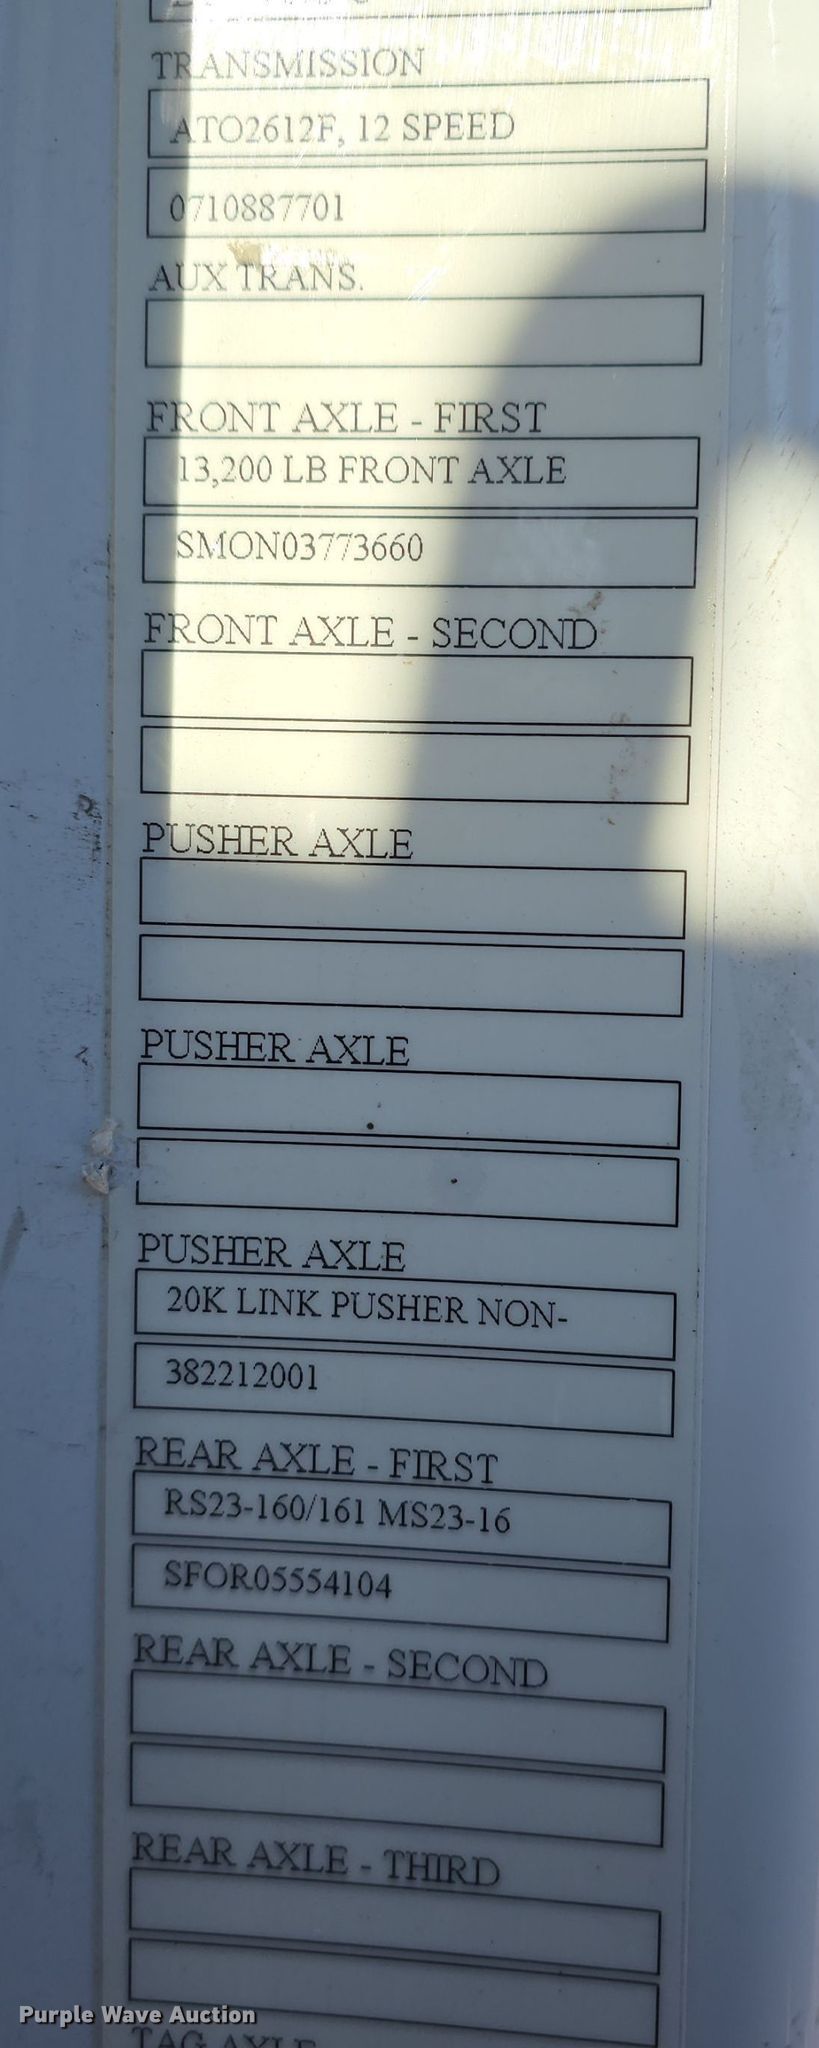 TRANSMISSION
ATO2612F, 12 SPEED
0710887701
AUX TRANS.
FRONT AXLE - FIRST
13,200 LB FRONT AXLE
SMON03773660
FRONT AXLE - SECOND
PUSHER AXLE
PUSHER AXLE
PUSHER AXLE
20K LINK PUSHER NON-
382212001
REAR AXLE - FIRST
RS23-160/161 MS23-16
SFOR05554104
REAR AXLE - SECOND
REAR AXLE - THIRD
Purple Wave Auction
TAG AXLE